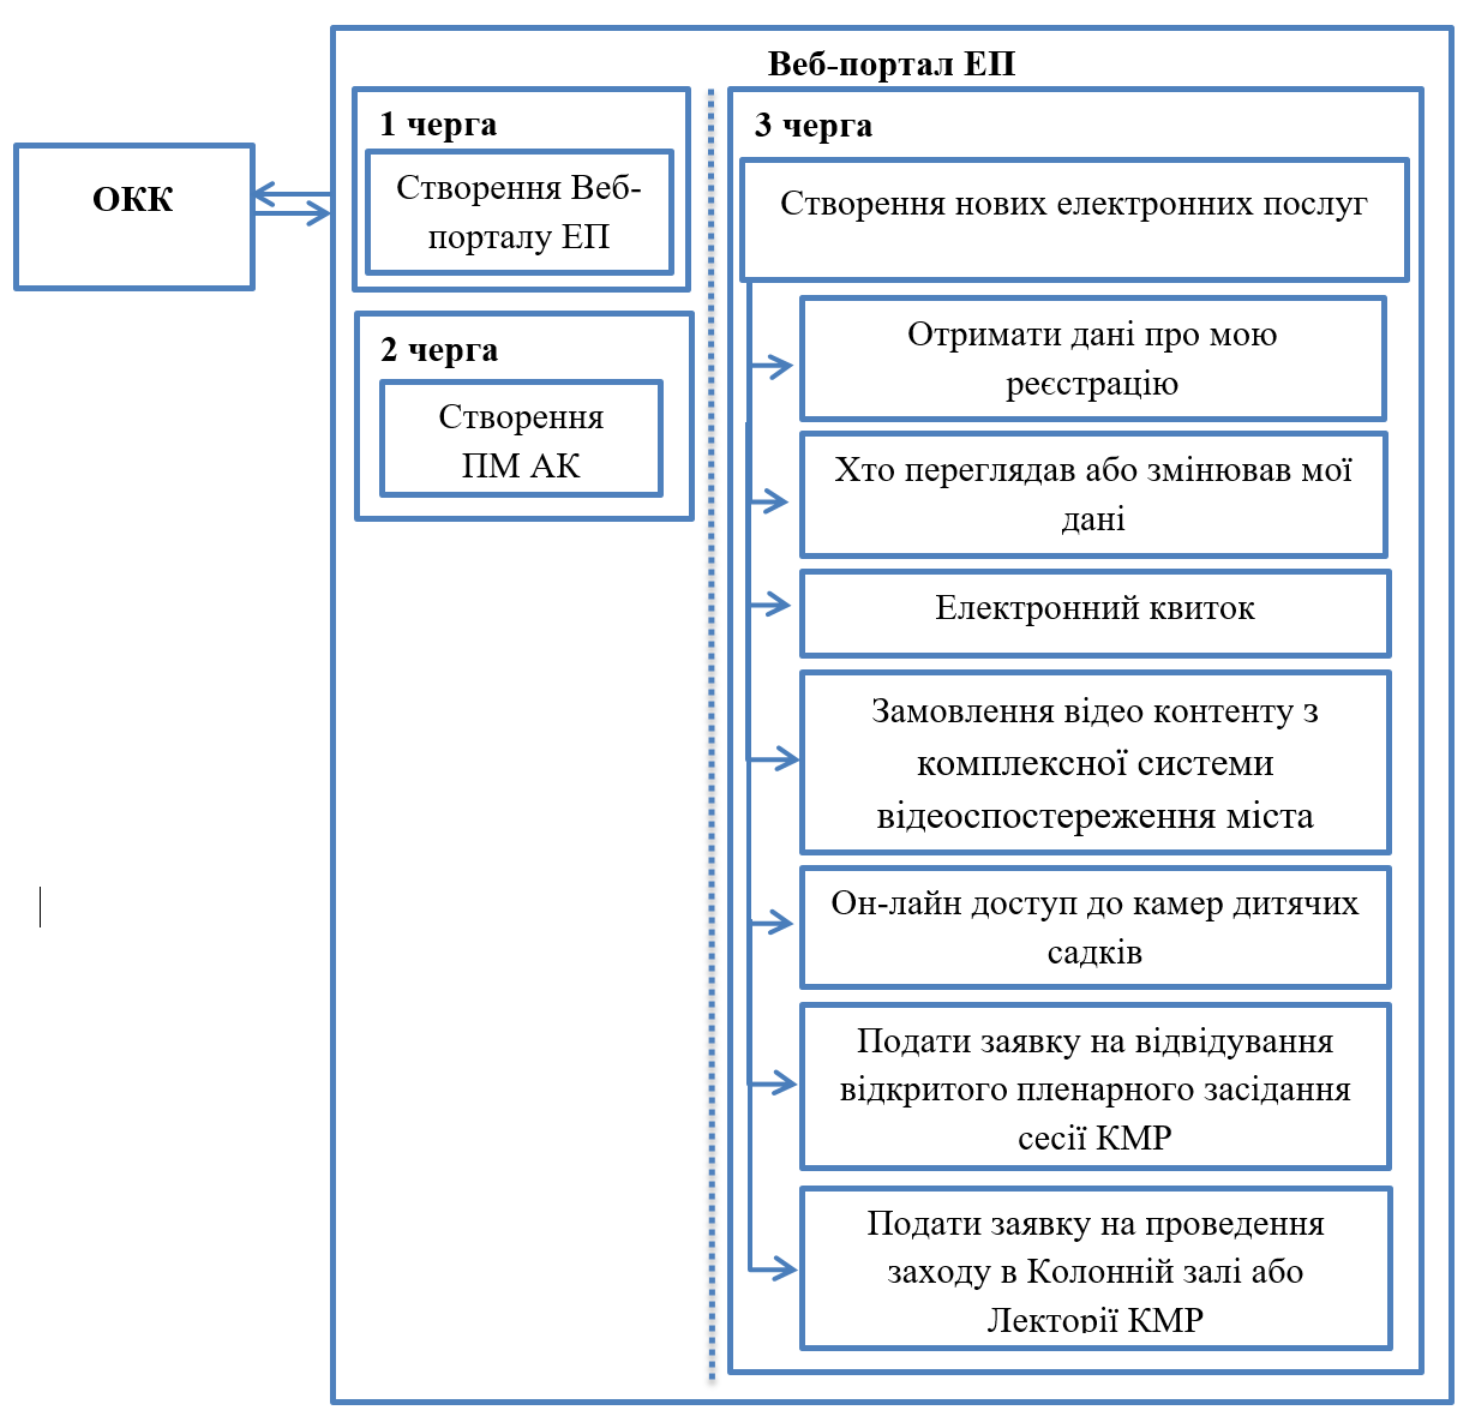 Веб-портал ЕП
ОКК
1 черга
Створення Веб-
порталу ЕП
2 черга
Створення
ПМ АК
3 черга
Створення нових електронних послуг
Отримати дані про мою
реєстрацію
Хто переглядав або змінював мої
дані
Електронний квиток
Замовлення відео контенту з
комплексної системи
відеоспостереження міста
Он-лайн доступ до камер дитячих
садків
Подати заявку на відвідування
відкритого пленарного засідання
сесії КМР
Подати заявку на проведення
заходу в Колонній залі або
Лекторії КМР